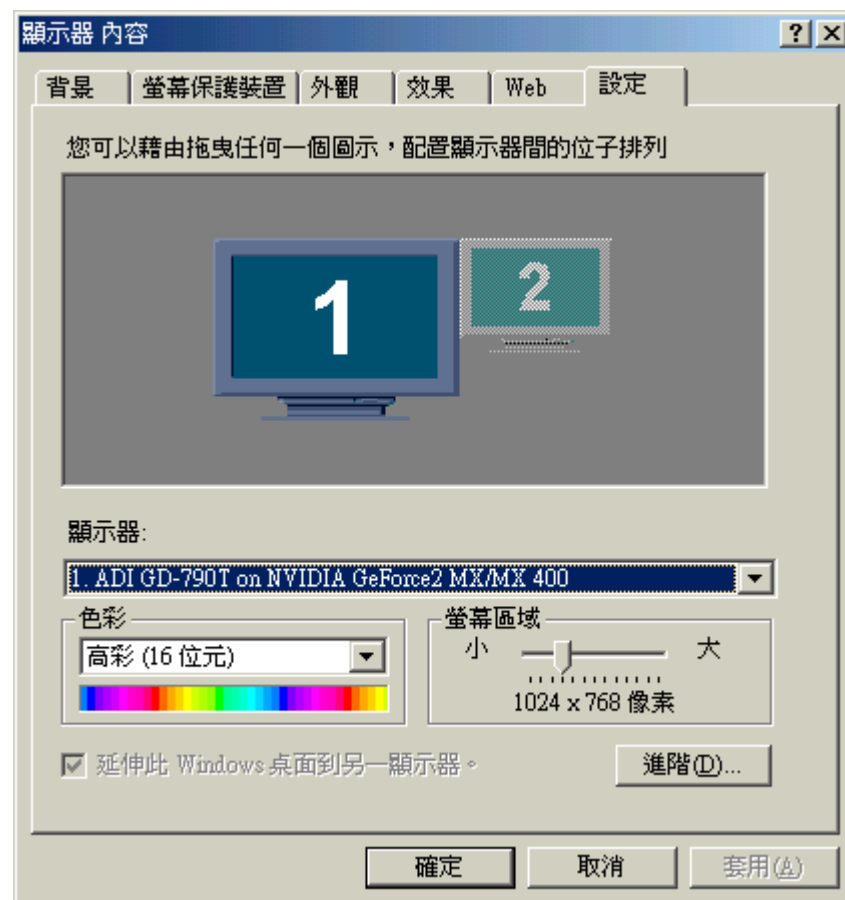 顯示器 內容
背景 螢幕保護裝置 外觀 效果 Web 設定
您可以藉由拖曳任何一個圖示,配置顯示器間的位子排列
1 2
顯示器:
1. ADI GD-790T on NVIDIA GeForce2 MX/MX 400
色彩
高彩 (16 位元)
螢幕區域
小 大
1024 x 768 像素
延伸此 Windows 桌面到另一顯示器。
進階(D)...
確定 取消 套用(A)